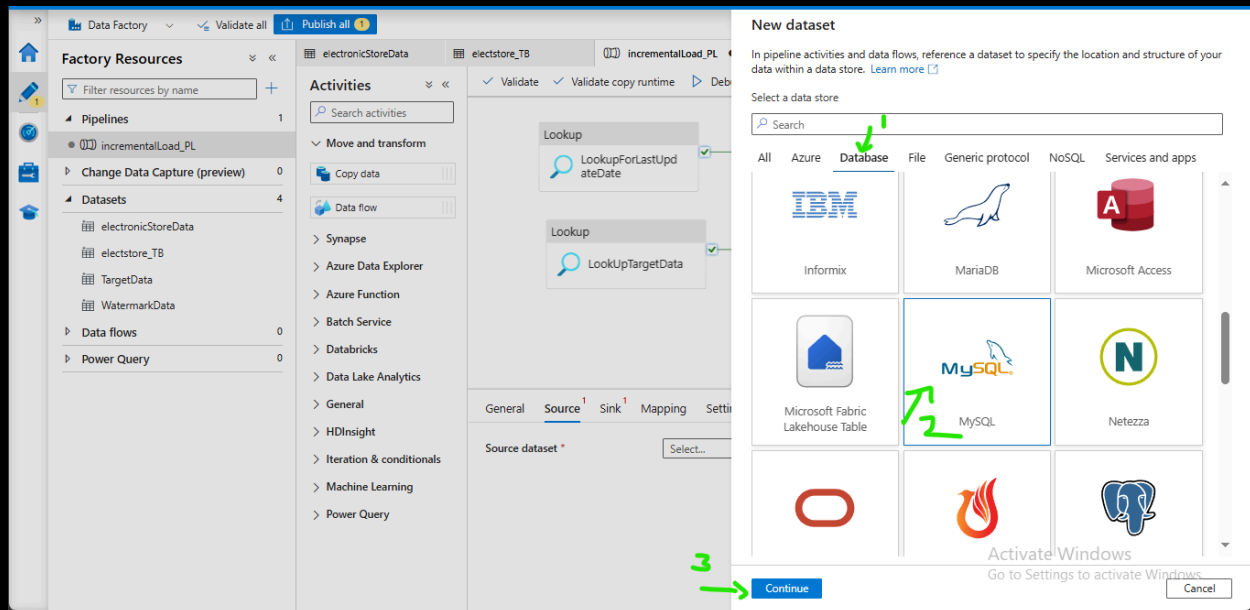 »
Data Factory
Validate all
Publish all 1
1
Factory Resources
Filter resources by name
Pipelines 1
incrementalLoad_PL
Change Data Capture (preview) 0
Datasets 4
electronicStoreData
electstore_TB
TargetData
WatermarkData
Data flows 0
Power Query 0
electronicStoreData
electstore_TB
incrementalLoad_PL
Activities
Search activities
Move and transform
Copy data
Data flow
Synapse
Azure Data Explorer
Azure Function
Batch Service
Databricks
Data Lake Analytics
General
HDInsight
Iteration & conditionals
Machine Learning
Power Query
Validate
Validate copy runtime
Deb
Lookup
LookupForLastUpd
ateDate
Lookup
LookUpTargetData
General Source 1 Sink 1 Mapping Settin
Source dataset *
Select...
New dataset
In pipeline activities and data flows, reference a dataset to specify the location and structure of your
data within a data store. Learn more
Select a data store
Search
1
All Azure Database File Generic protocol NoSQL Services and apps
IBM
A
Informix
MariaDB
Microsoft Access
MySQL
N
Microsoft Fabric
Lakehouse Table
MySQL
Netezza
2
Activate Windows
Go to Settings to activate Windows.
3
Continue
Cancel